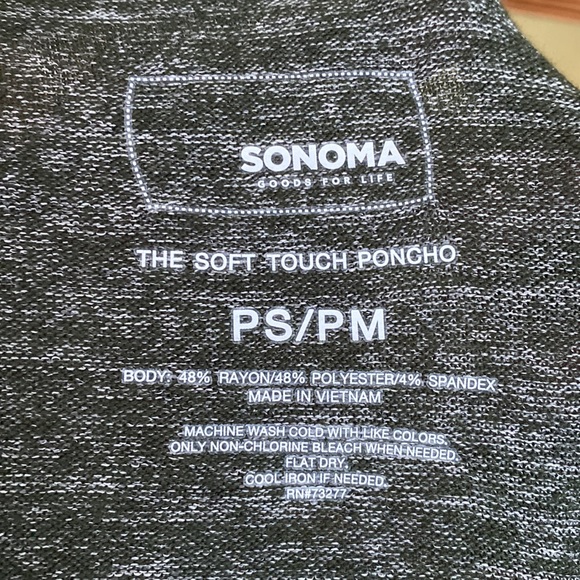 SONOMA
GOODS FOR LIFE
THE SOFT TOUCH PONCHO
PS/PM
BODY: 48% RAYON/48% POLYESTER/4% SPANDEX
MADE IN VIETNAM
MACHINE WASH COLD WITH LIKE COLORS.
ONLY NON-CHLORINE BLEACH WHEN NEEDED.
FLAT DRY.
COOL IRON IF NEEDED.
RN#73277